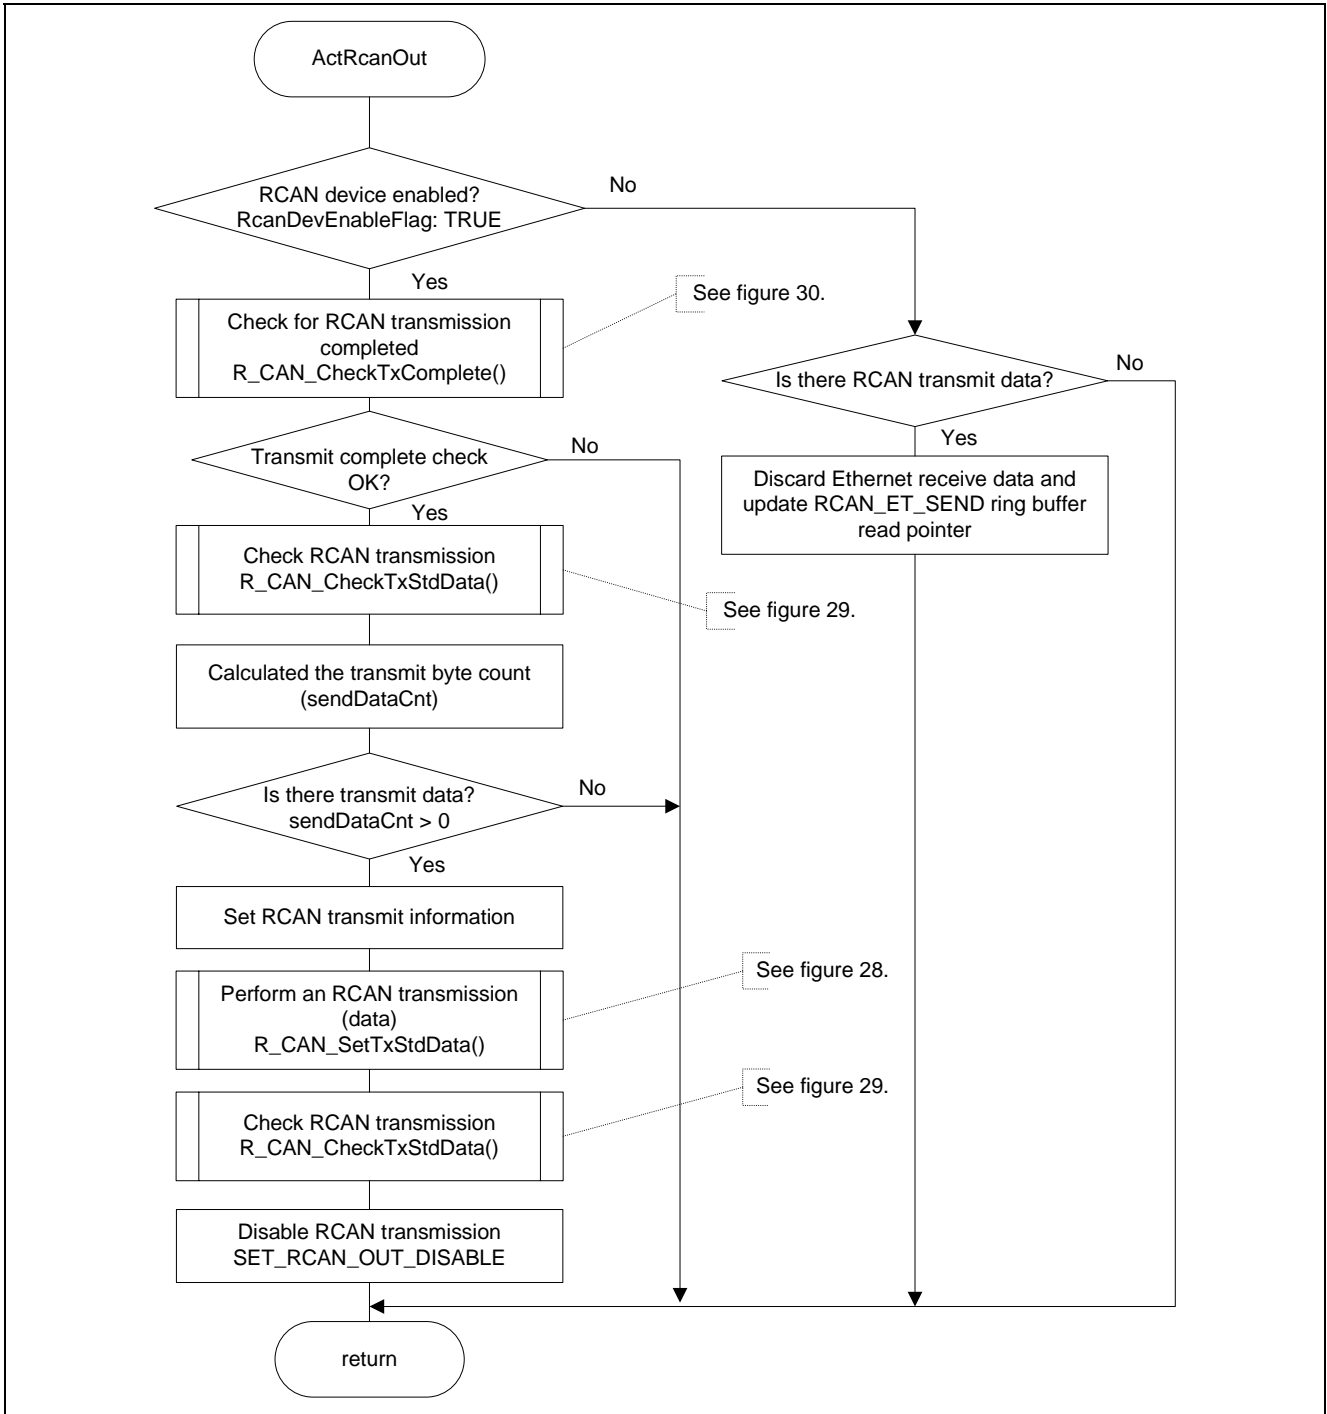 ActRcanOut
RCAN device enabled?
RcanDevEnableFlag: TRUE
No
Yes
See figure 30.
Check for RCAN transmission
completed
R_CAN_CheckTxComplete()
Is there RCAN transmit data?
No
Yes
Discard Ethernet receive data and
update RCAN_ET_SEND ring buffer
read pointer
Transmit complete check
OK?
No
Yes
Check RCAN transmission
R_CAN_CheckTxStdData()
See figure 29.
Calculated the transmit byte count
(sendDataCnt)
Is there transmit data?
sendDataCnt > 0
No
Yes
Set RCAN transmit information
See figure 28.
Perform an RCAN transmission
(data)
R_CAN_SetTxStdData()
See figure 29.
Check RCAN transmission
R_CAN_CheckTxStdData()
Disable RCAN transmission
SET_RCAN_OUT_DISABLE
return